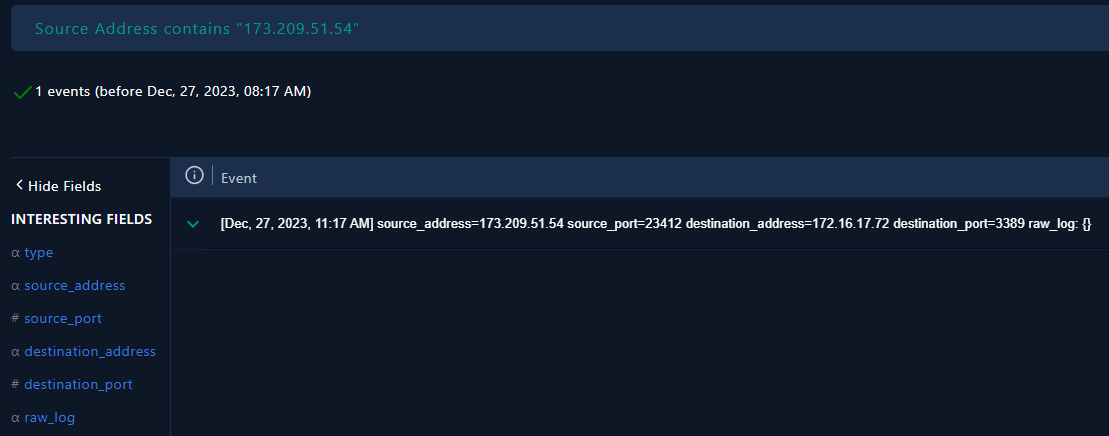 Source Address contains "173.209.51.54"
1 events (before Dec, 27, 2023, 08:17 AM)
Hide Fields
Event
INTERESTING FIELDS
[Dec, 27, 2023, 11:17 AM] source_address=173.209.51.54 source_port=23412 destination_address=172.16.17.72 destination_port=3389 raw_log: {}
α type
α source_address
# source_port
α destination_address
# destination_port
α raw_log